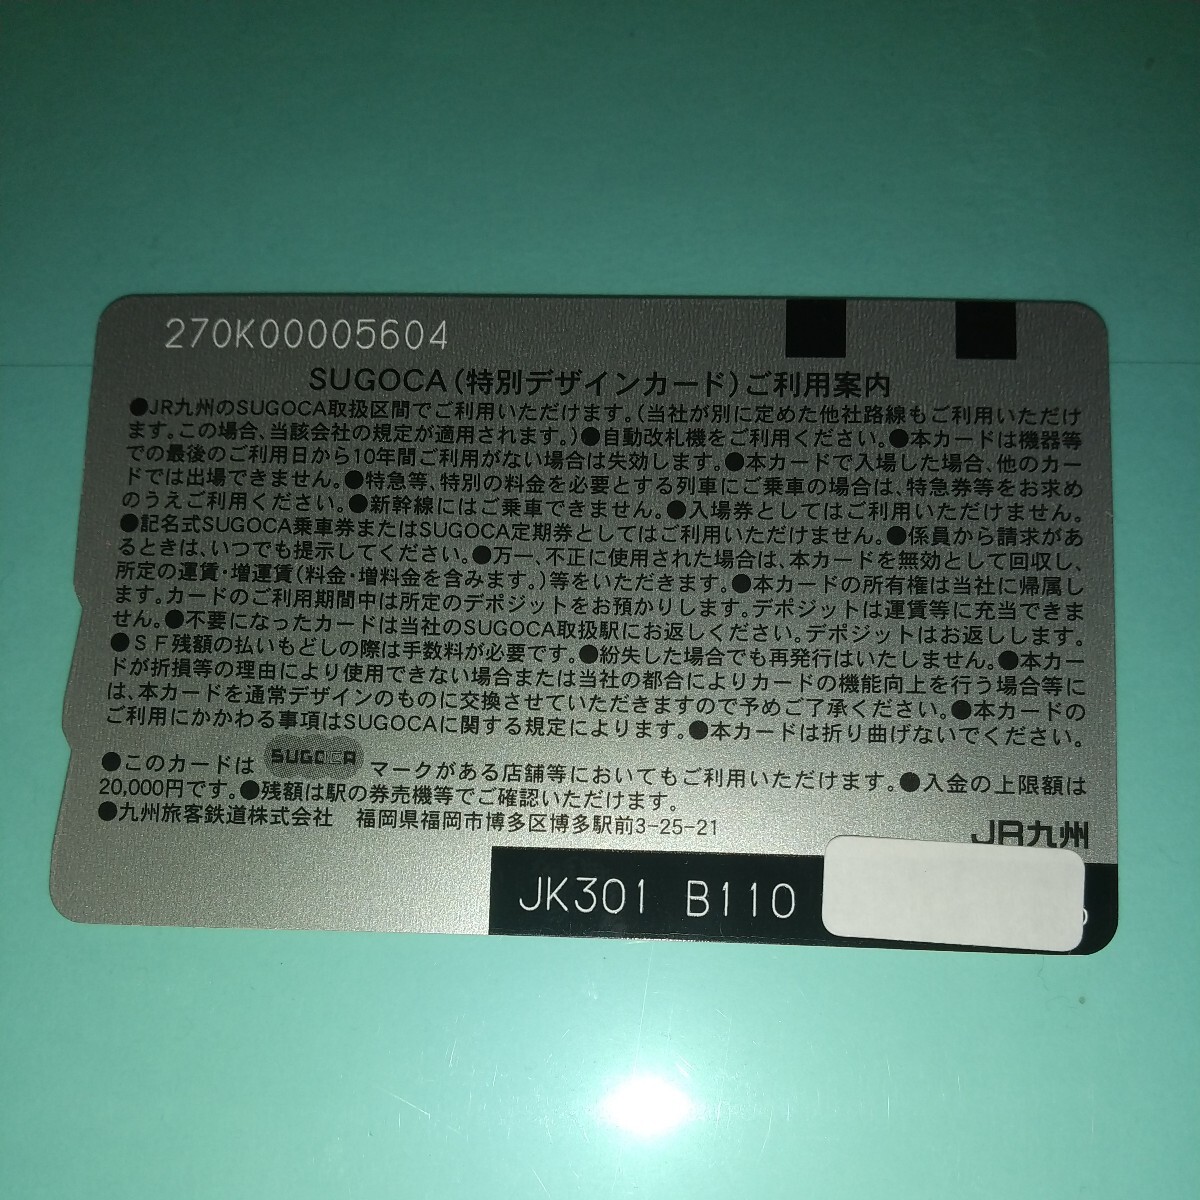 270K00005604
SUGOCA(特別デザインカード)ご利用案内
●JR九州のSUGOCA取扱区間でご利用いただけます。(当社が別に定めた他社路線もご利用いただけ
ます。この場合、当該会社の規定が適用されます。)●自動改札機をご利用ください。●本カードは機器等
での最後のご利用日から10年間ご利用がない場合は失効します。●本カードで入場した場合、他のカー
ドでは出場できません。●特急等、特別の料金を必要とする列車にご乗車の場合は、特急券等をお求め
のうえご利用ください。●新幹線にはご乗車できません。●入場券としてはご利用いただけません。
●記名式SUGOCA乗車券またはSUGOCA定期券としてはご利用いただけません。●係員から請求があ
るときは、いつでも提示してください。●万一、不正に使用された場合は、本カードを無効として回収し、
所定の運賃・増運賃(料金・増料金を含みます。)等をいただきます。●本カードの所有権は当社に帰属し
ます。カードのご利用期間中は所定のデポジットをお預かりします。デポジットは運賃等に充当できま
せん。●不要になったカードは当社のSUGOCA取扱駅にお返しください。デポジットはお返しします。
●SF残額の払いもどしの際は手数料が必要です。●紛失した場合でも再発行はいたしません。●本カー
ドが折損等の理由により使用できない場合または当社の都合によりカードの機能向上を行う場合等に
は、本カードを通常デザインのものに交換させていただきますので予めご了承ください。●本カードの
ご利用にかかわる事項はSUGOCAに関する規定によります。●本カードは折り曲げないでください。
●このカードは SUGOCA マークがある店舗等においてもご利用いただけます。●入金の上限額は
20,000円です。●残額は駅の券売機等でご確認いただけます。
●九州旅客鉄道株式会社 福岡県福岡市博多区博多駅前3-25-21
JR九州
JK301 B110